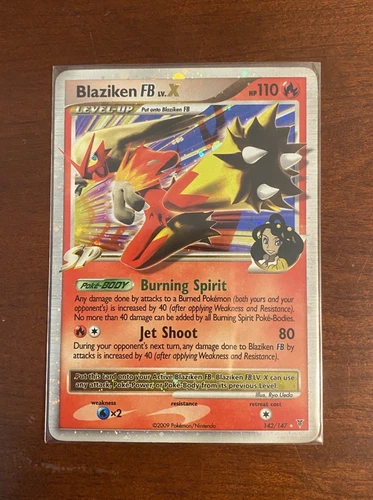 Blaziken FB LV.X HP110
LEVEL-UP Put onto Blaziken FB
SP
Poké-BODY Burning Spirit
Any damage done by attacks to a Burned Pokémon (both yours and
your opponent's) is increased by 40 (after applying Weakness and Resistance).
No more than 40 damage can be added by all Burning Spirit Poké-Bodies.
Jet Shoot 80
During your opponent's next turn, any damage done to Blaziken FB by
attacks is increased by 40 (after applying Weakness and Resistance).
Put this card onto your Active Blaziken FB. Blaziken FB LV. X can use
any attack, Poké-Power, or Poké-Body from its previous Level.
Illus. Ryo Ueda
weakness resistance retreat cost
x2
©2009 Pokémon/Nintendo 142/147